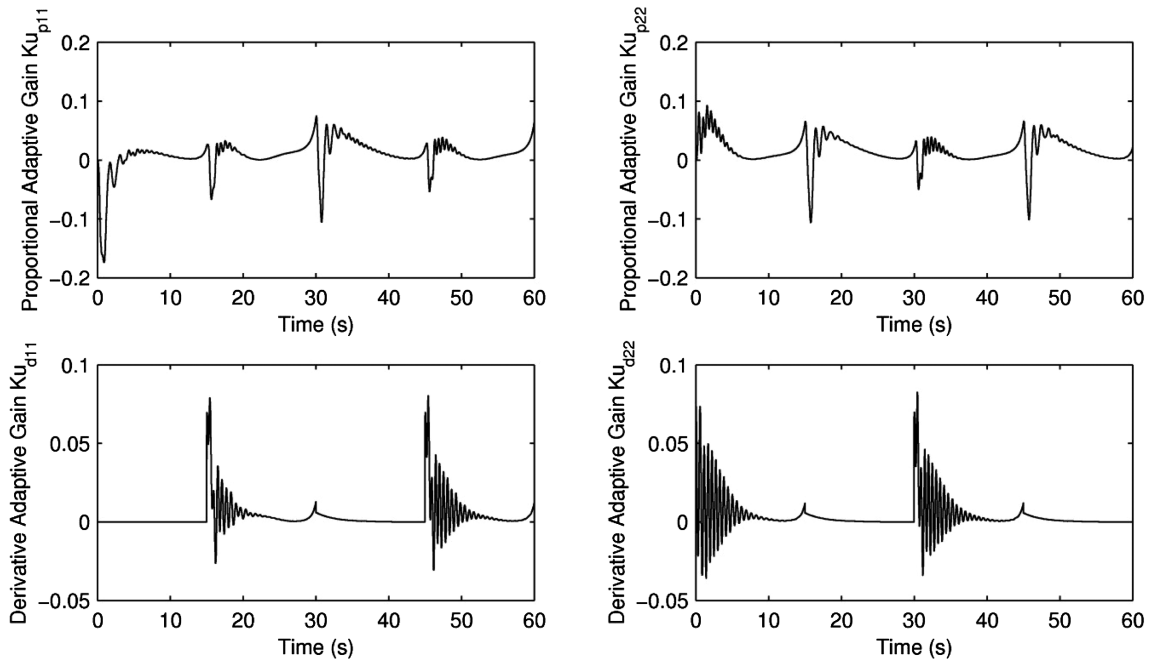 Proportional Adaptive Gain Ku_p11
0.2
0.1
0
−0.1
−0.2
0 10 20 30 40 50 60
Time (s)
Proportional Adaptive Gain Ku_p22
0.2
0.1
0
−0.1
−0.2
0 10 20 30 40 50 60
Time (s)
Derivative Adaptive Gain Ku_d11
0.1
0.05
0
−0.05
0 10 20 30 40 50 60
Time (s)
Derivative Adaptive Gain Ku_d22
0.1
0.05
0
−0.05
0 10 20 30 40 50 60
Time (s)